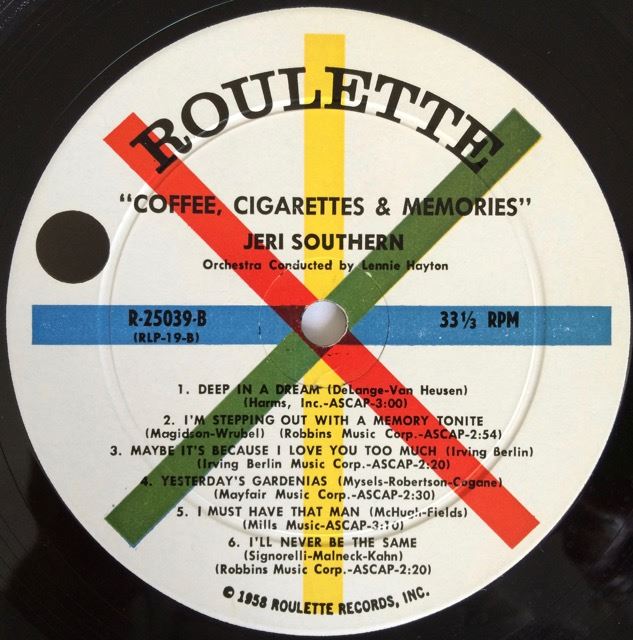 ROULETTE
"COFFEE, CIGARETTES & MEMORIES"
JERI SOUTHERN
Orchestra Conducted by Lennie Hayton
R-25039-B
(RLP-19-B)
33⅓ RPM
1. DEEP IN A DREAM (DeLange-Van Heusen)
(Harms, Inc.-ASCAP-3:00)
2. I'M STEPPING OUT WITH A MEMORY TONITE
(Magidson-Wrubel) (Robbins Music Corp.-ASCAP-2:54)
3. MAYBE IT'S BECAUSE I LOVE YOU TOO MUCH (Irving Berlin)
(Irving Berlin Music Corp.-ASCAP-2:20)
4. YESTERDAY'S GARDENIAS (Mysels-Robertson-Cogane)
(Mayfair Music Corp.-ASCAP-2:30)
5. I MUST HAVE THAT MAN (McHugh-Fields)
(Mills Music-ASCAP-3:10)
6. I'LL NEVER BE THE SAME
(Signorelli-Malneck-Kahn)
(Robbins Music Corp.-ASCAP-2:20)
© 1958 ROULETTE RECORDS, INC.